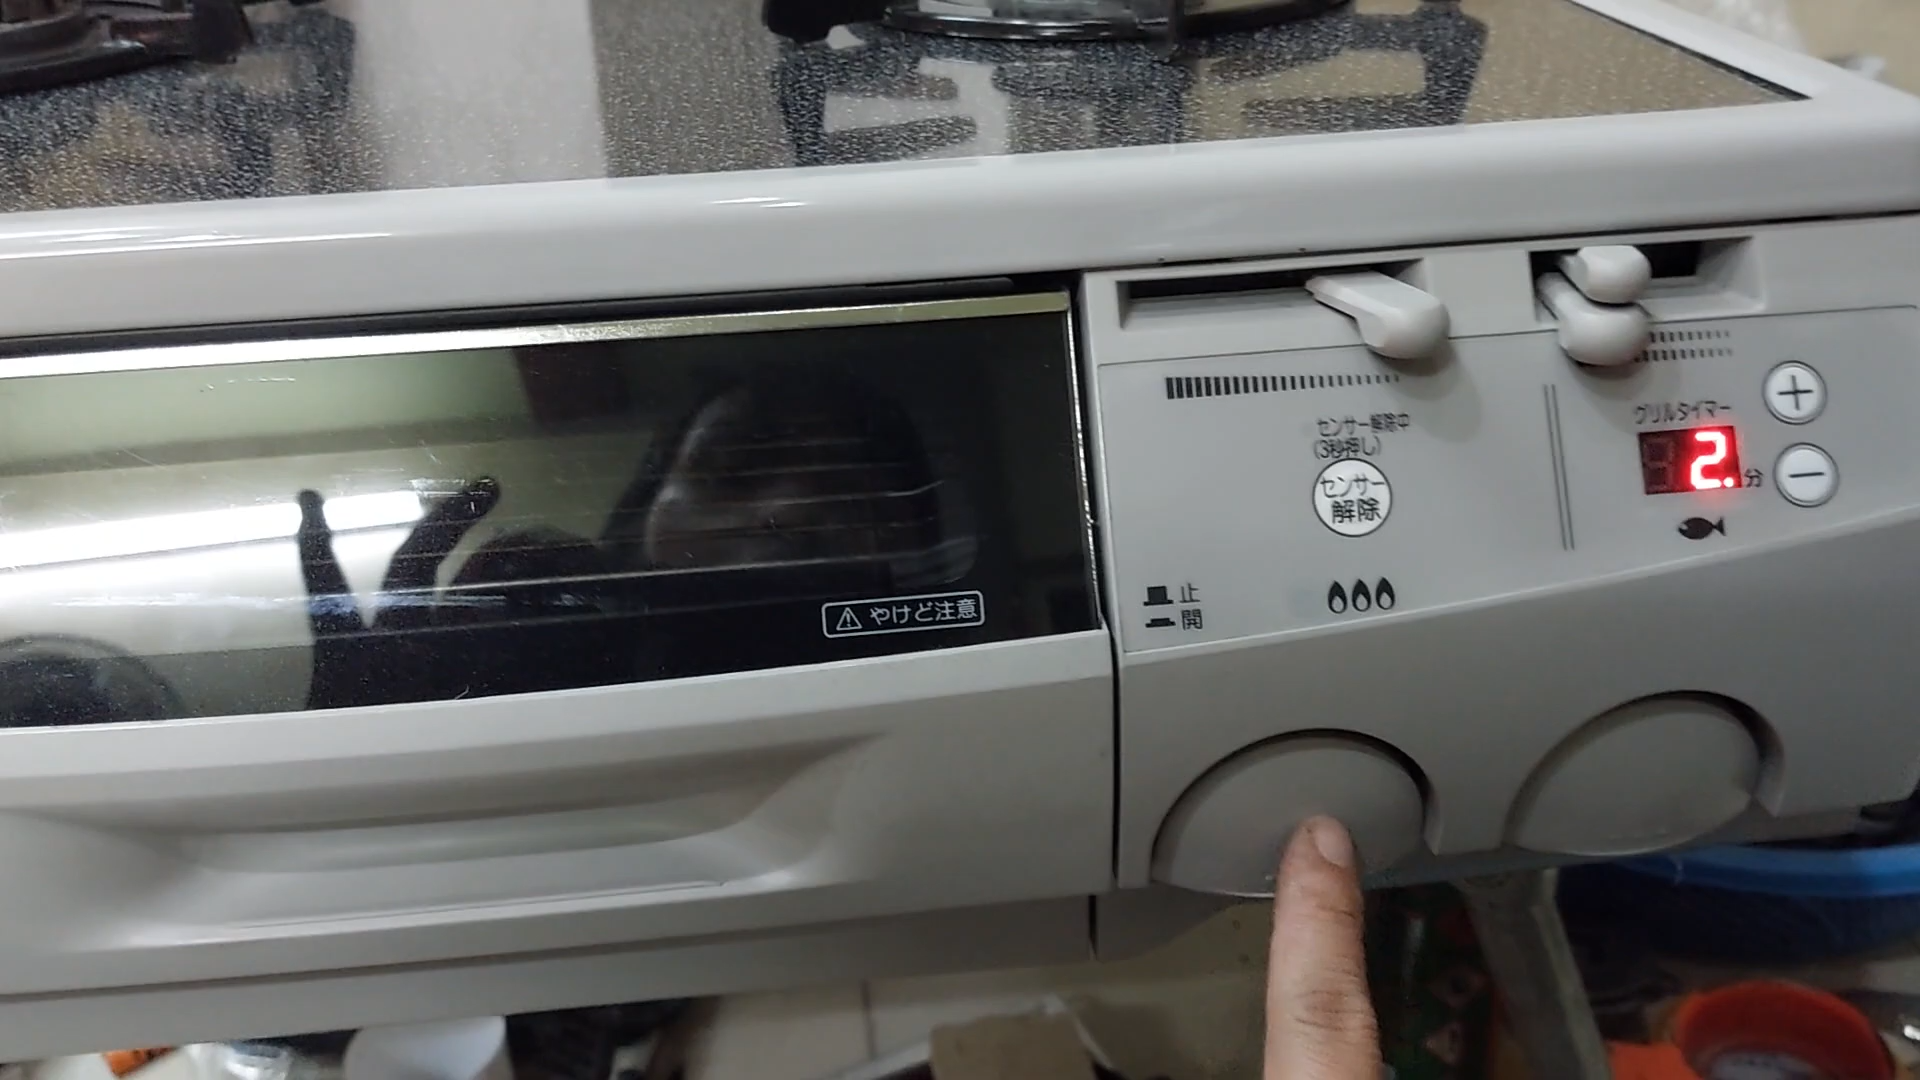 センサー解除中
(3秒押し)
センサー
解除
グリルタイマー
2.
分
+
−
止
開
⚠ やけど注意